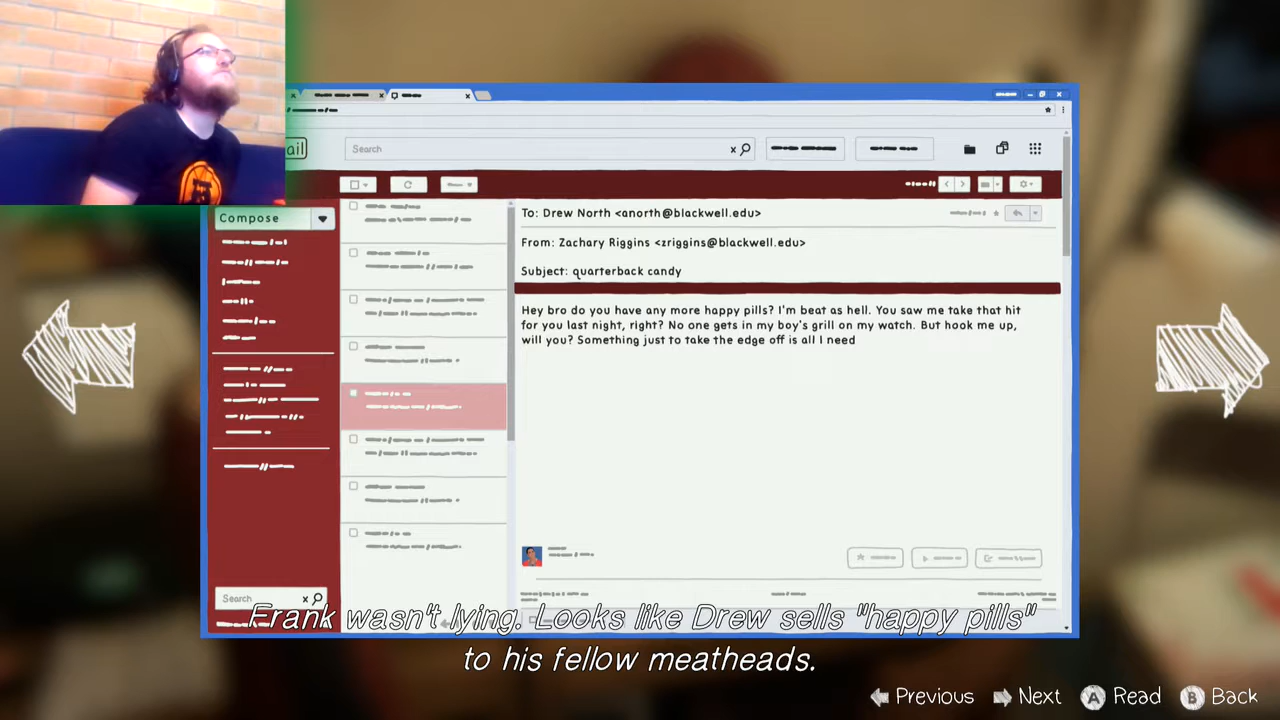 ail
Search
x
Compose
To: Drew North <anorth@blackwell.edu>
From: Zachary Riggins <zriggins@blackwell.edu>
Subject: quarterback candy
Hey bro do you have any more happy pills? I'm beat as hell. You saw me take that hit
for you last night, right? No one gets in my boy's grill on my watch. But hook me up,
will you? Something just to take the edge off is all I need
Search
x
Frank wasn't lying. Looks like Drew sells "happy pills"
to his fellow meatheads.
Previous
Next
A Read
B Back